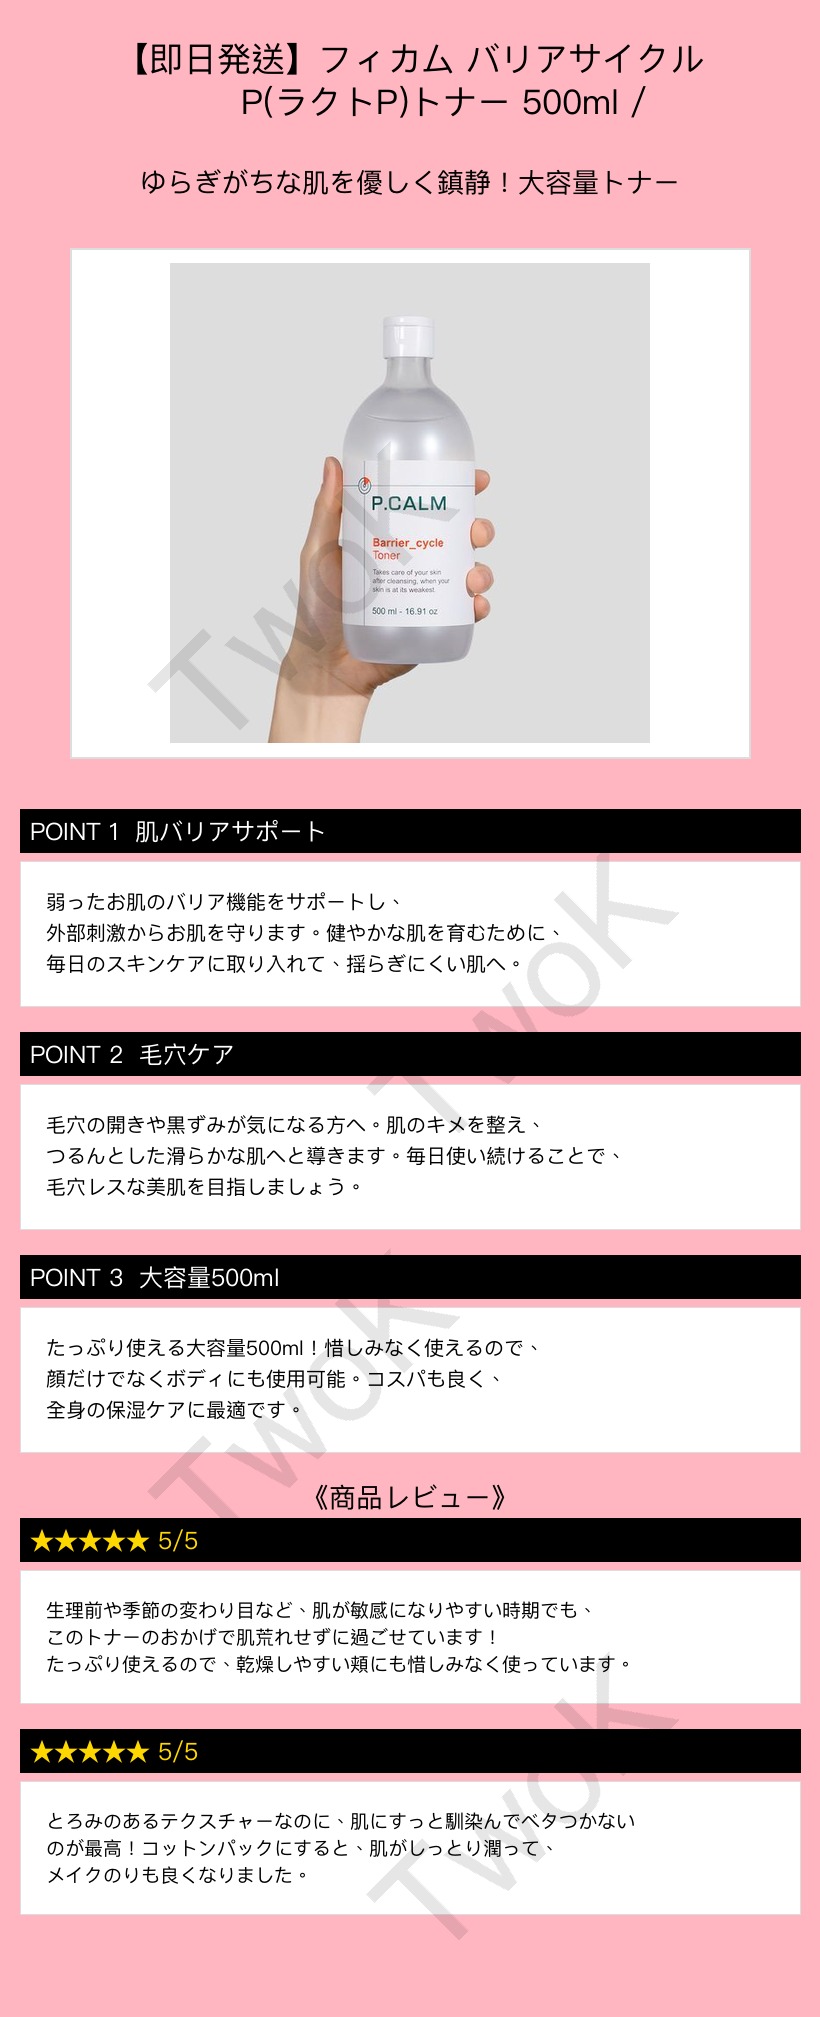 【即日発送】フィカム バリアサイクル
P(ラクトP)トナー 500ml /
ゆらぎがちな肌を優しく鎮静！大容量トナー
P.CALM
Barrier_cycle
Toner
Takes care of your skin
after cleansing, when your
skin is at its weakest.
500 ml - 16.91 oz
TwoK
POINT 1 肌バリアサポート
弱ったお肌のバリア機能をサポートし、
外部刺激からお肌を守ります。健やかな肌を育むために、
毎日のスキンケアに取り入れて、揺らぎにくい肌へ。
TwoK
POINT 2 毛穴ケア
毛穴の開きや黒ずみが気になる方へ。肌のキメを整え、
つるんとした滑らかな肌へと導きます。毎日使い続けることで、
毛穴レスな美肌を目指しましょう。
POINT 3 大容量500ml
たっぷり使える大容量500ml！惜しみなく使えるので、
顔だけでなくボディにも使用可能。コスパも良く、
全身の保湿ケアに最適です。
TwoK
《商品レビュー》
★★★★★ 5/5
生理前や季節の変わり目など、肌が敏感になりやすい時期でも、
このトナーのおかげで肌荒れせずに過ごせています！
たっぷり使えるので、乾燥しやすい頬にも惜しみなく使っています。
★★★★★ 5/5
とろみのあるテクスチャーなのに、肌にすっと馴染んでベタつかない
のが最高！コットンパックにすると、肌がしっとり潤って、
メイクのりも良くなりました。
TwoK